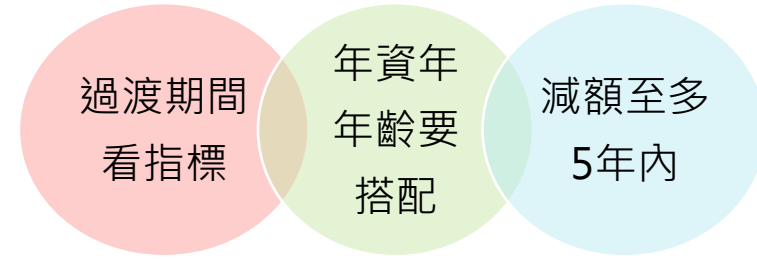 過渡期間
看指標
年資年
年齡要
搭配
減額至多
5年內